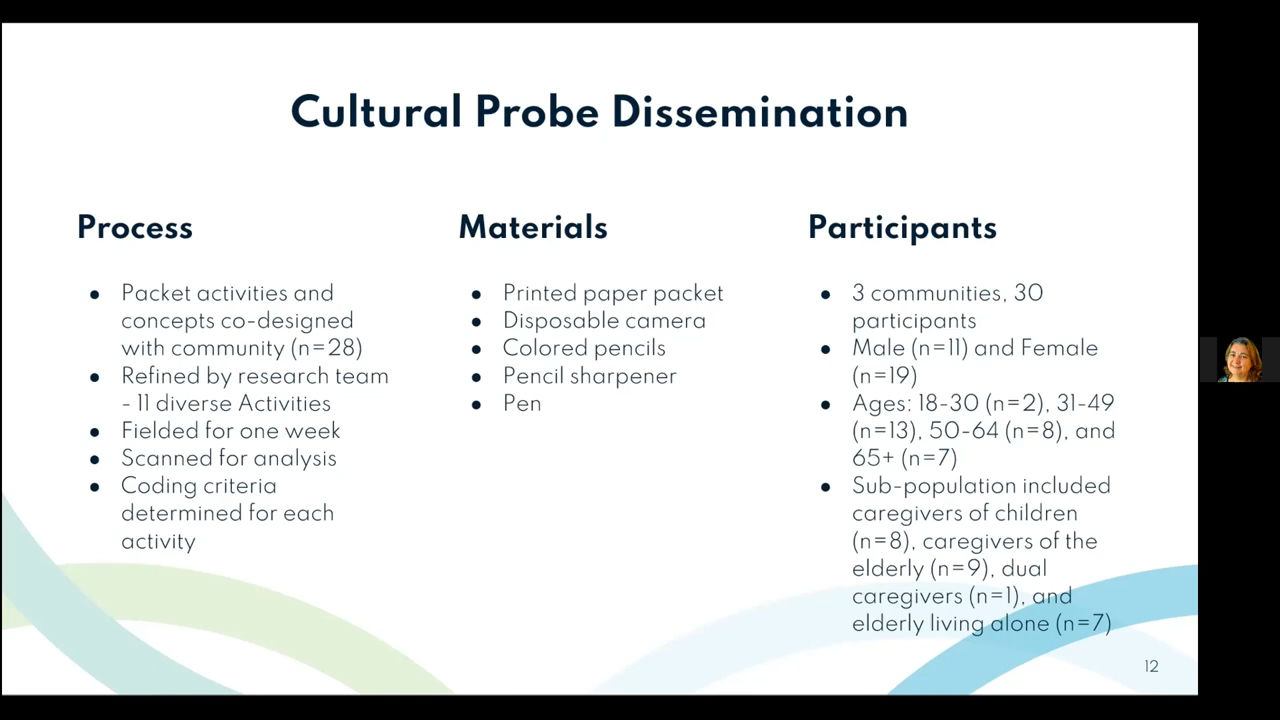 Cultural Probe Dissemination
Process
Packet activities and
concepts co-designed
with community (n=28)
Refined by research team
- 11 diverse Activities
Fielded for one week
Scanned for analysis
Coding criteria
determined for each
activity
Materials
Printed paper packet
Disposable camera
Colored pencils
Pencil sharpener
Pen
Participants
3 communities, 30
participants
Male (n=11) and Female
(n=19)
Ages: 18-30 (n=2), 31-49
(n=13), 50-64 (n=8), and
65+ (n=7)
Sub-population included
caregivers of children
(n=8), caregivers of the
elderly (n=9), dual
caregivers (n=1), and
elderly living alone (n=7)
12